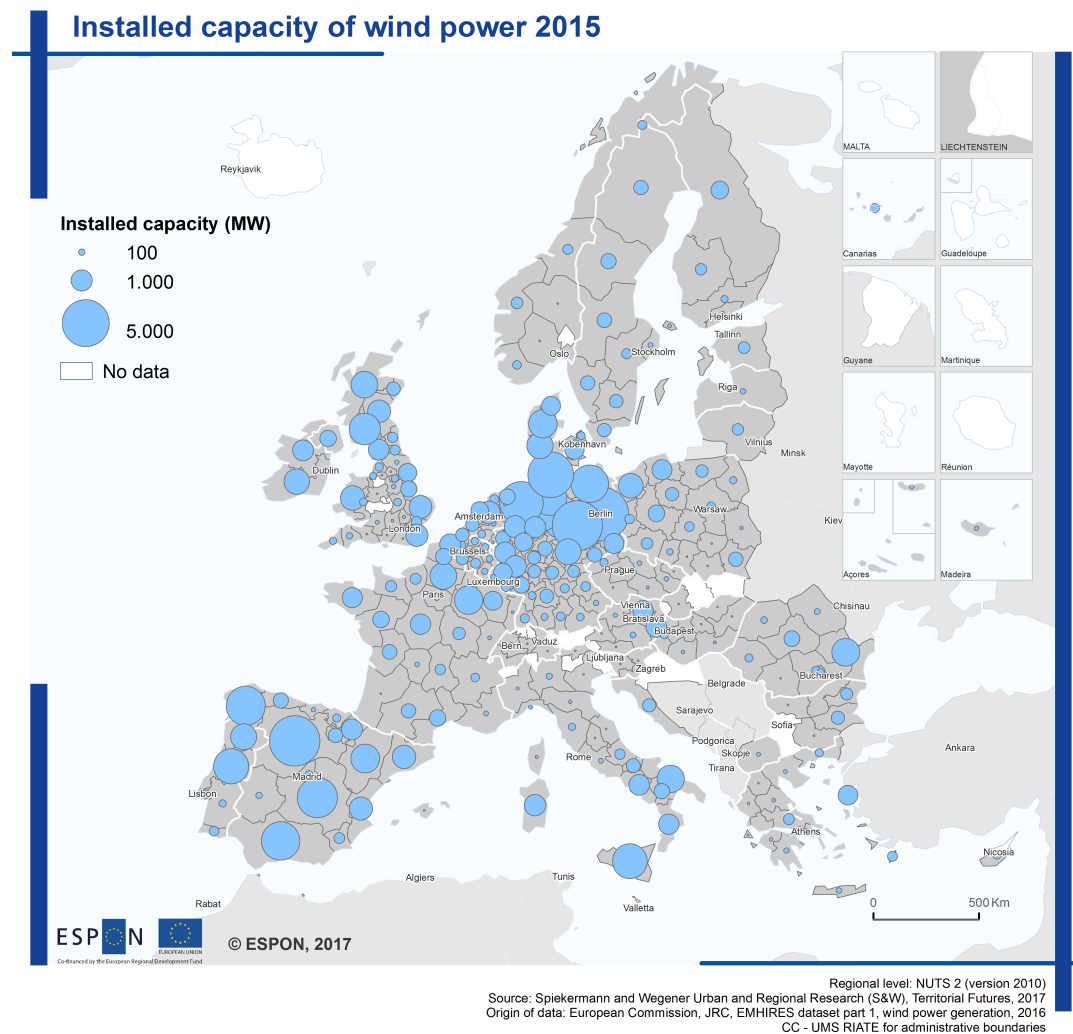 Installed capacity of wind power 2015
Reykjavik
Installed capacity (MW)
100
1.000
5.000
No data
MALTA
LIECHTENSTEIN
Canarias
Guadeloupe
Guyane
Martinique
Mayotte
Réunion
Açores
Madeira
Helsinki
Tallinn
Oslo
Stockholm
Riga
Kobenhavn
Vilnius
Minsk
Dublin
Amsterdam
Berlin
Warsaw
Kiev
London
Brussels
Prague
Luxembourg
Paris
Vienna
Bratislava
Chisinau
Budapest
Bern
Vaduz
Ljubljana
Zagreb
Belgrade
Bucharest
Sarajevo
Sofia
Podgorica
Skopje
Tirana
Rome
Ankara
Madrid
Lisbon
Athens
Nicosia
Algiers
Tunis
Rabat
Valletta
0 500 Km
ESPON
EUROPEAN UNION
Co-financed by the European Regional Development Fund
© ESPON, 2017
Regional level: NUTS 2 (version 2010)
Source: Spiekermann and Wegener Urban and Regional Research (S&W), Territorial Futures, 2017
Origin of data: European Commission, JRC, EMHIRES dataset part 1, wind power generation, 2016
CC - UMS RIATE for administrative boundaries